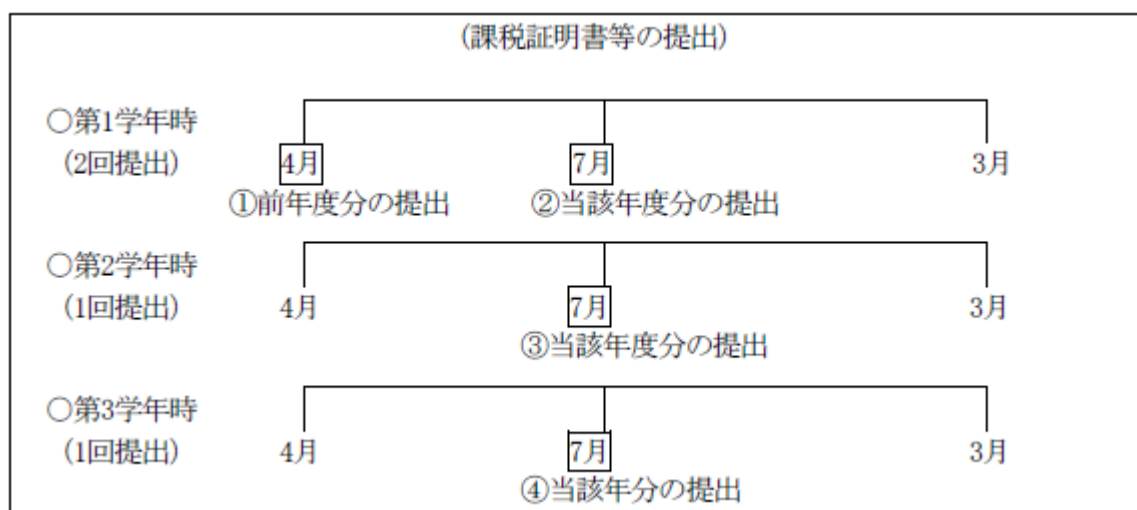 (課税証明書等の提出)
○第1学年時
(2回提出) 4月 7月 3月
①前年度分の提出 ②当該年度分の提出
○第2学年時
(1回提出) 4月 7月 3月
③当該年度分の提出
○第3学年時
(1回提出) 4月 7月 3月
④当該年分の提出